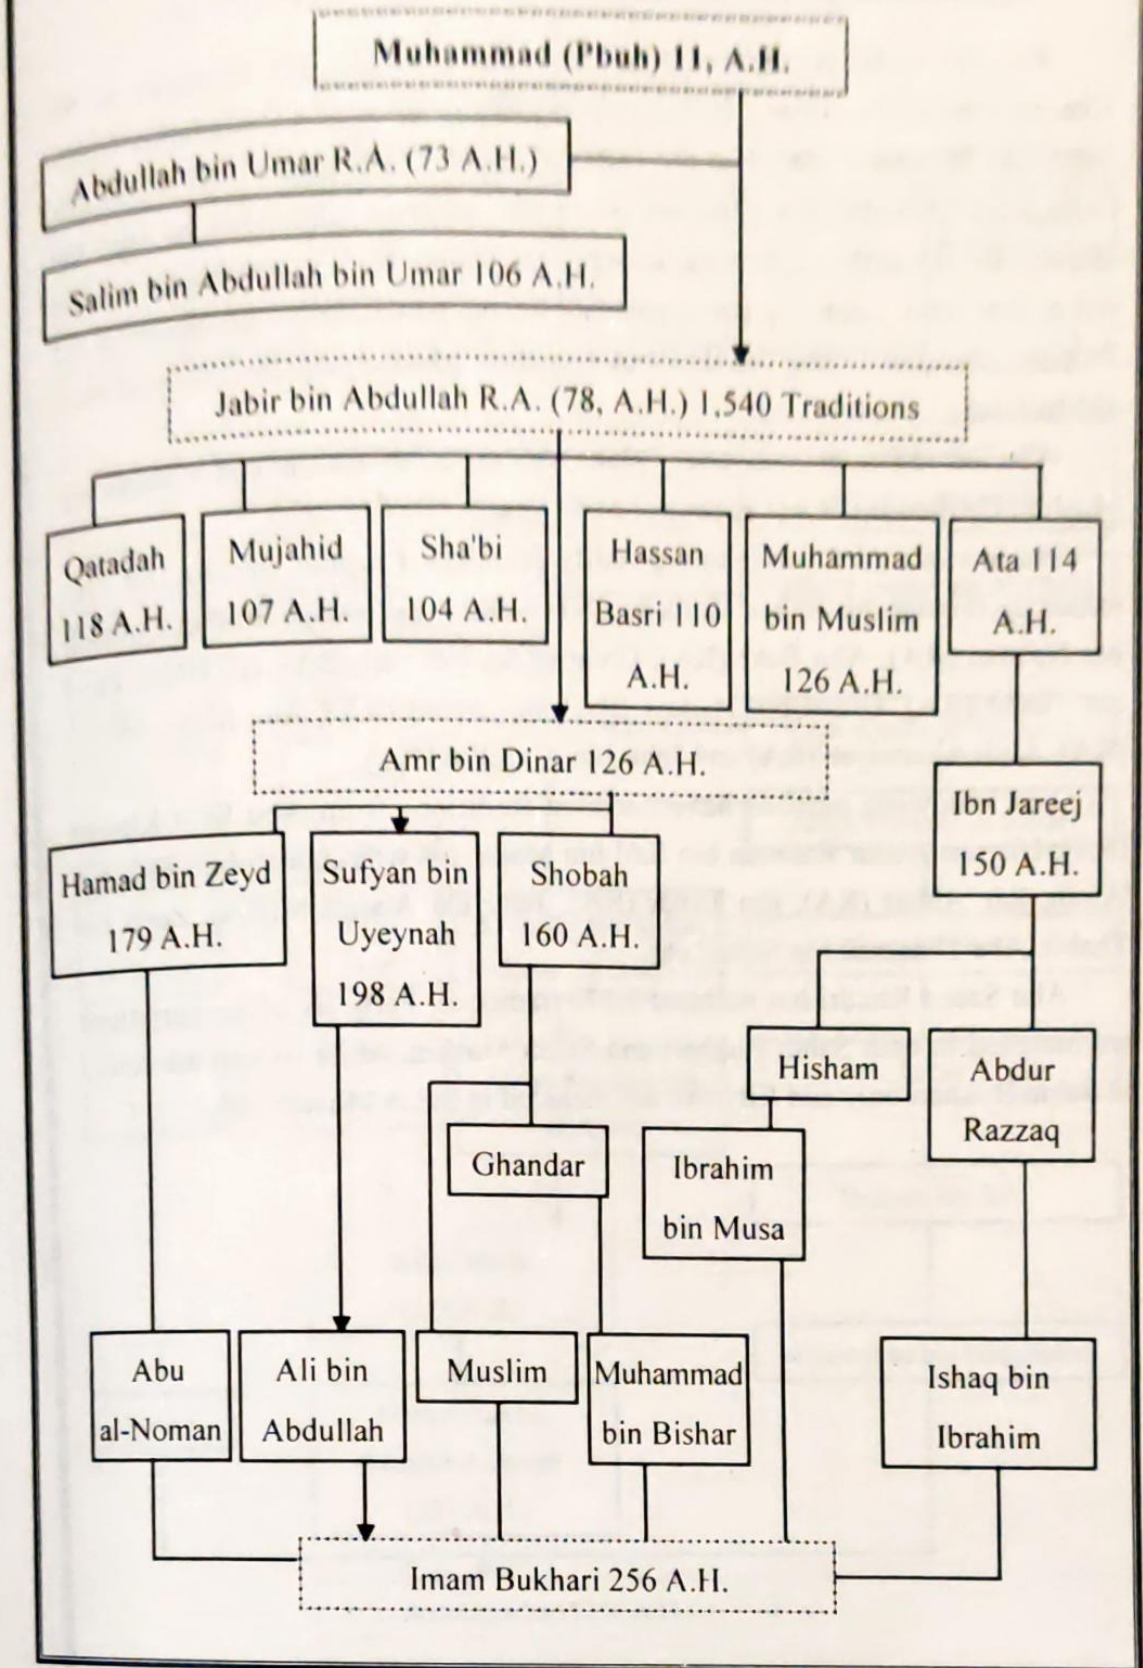 Muhammad (Pbuh) 11, A.H.
Abdullah bin Umar R.A. (73 A.H.)
Salim bin Abdullah bin Umar 106 A.H.
Jabir bin Abdullah R.A. (78, A.H.) 1,540 Traditions
Qatadah
118 A.H.
Mujahid
107 A.H.
Sha'bi
104 A.H.
Hassan
Basri 110
A.H.
Muhammad
bin Muslim
126 A.H.
Ata 114
A.H.
Amr bin Dinar 126 A.H.
Ibn Jareej
150 A.H.
Hamad bin Zeyd
179 A.H.
Sufyan bin
Uyeynah
198 A.H.
Shobah
160 A.H.
Hisham
Abdur
Razzaq
Ghandar
Ibrahim
bin Musa
Abu
al-Noman
Ali bin
Abdullah
Muslim
Muhammad
bin Bishar
Ishaq bin
Ibrahim
Imam Bukhari 256 A.H.